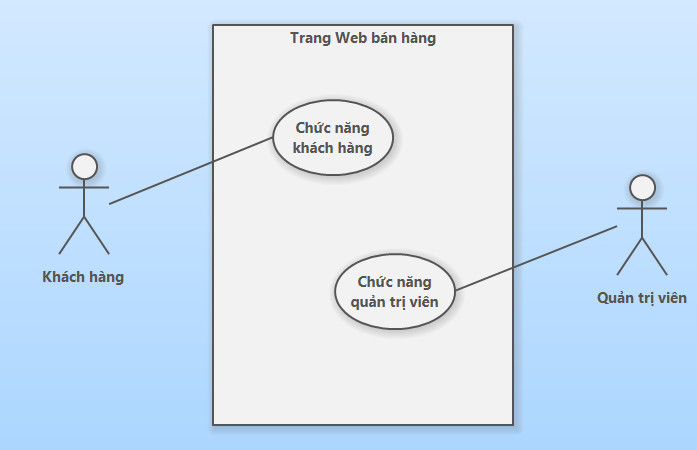 Trang Web bán hàng
Chức năng
khách hàng
Khách hàng
Chức năng
quản trị viên
Quản trị viên